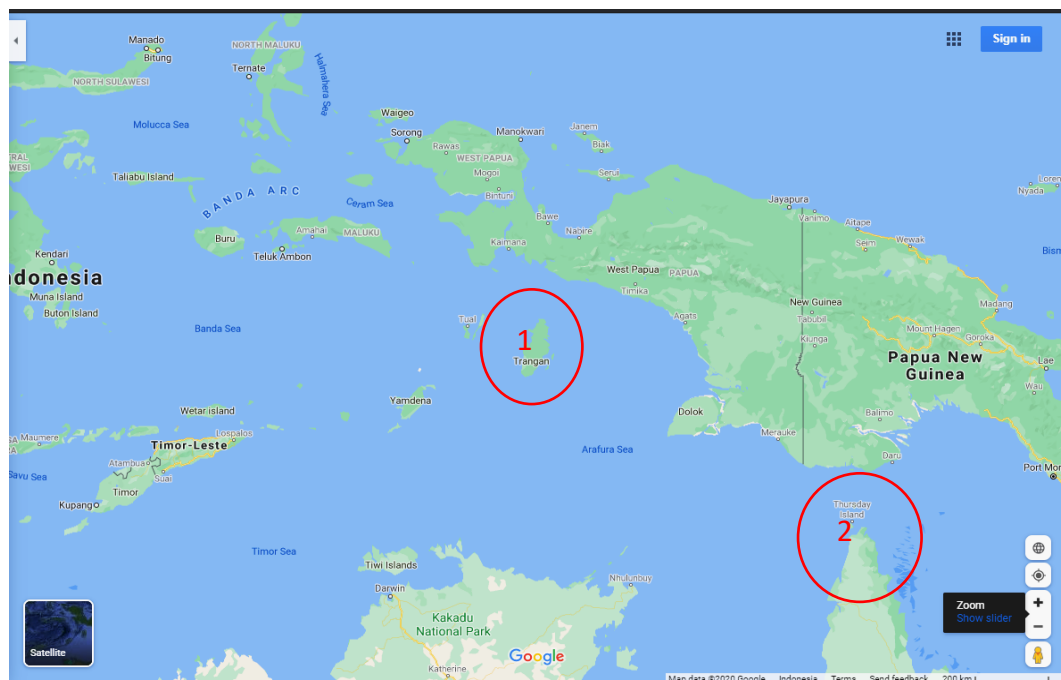 Sign in
Manado
Bitung
NORTH MALUKU
Ternate
Halmahera Sea
NORTH SULAWESI
Waigeo
Molucca Sea
Sorong
Manokwari
Janem
Rawas
Biak
WEST PAPUA
Mogoi
Serui
Taliabu Island
Bintuni
Nyada
BANDA ARC
Ceram Sea
Jayapura
Vanimo
Aitape
Bawe
Amahai
MALUKU
Nabire
Buru
Kaimana
Seim
Wewak
Teluk Ambon
Kendari
West Papua
PAPUA
Muna Island
Timika
New Guinea
Madang
Buton Island
Tual
Agats
Tabubil
Banda Sea
1
Kiunga
Mount Hagen
Goroka
Trangan
Papua New
Guinea
Lae
Wau
Yamdena
Wetar island
Dolok
Balimo
Lospalos
Merauke
Maumere
Timor-Leste
Arafura Sea
Atambua
Daru
Savu Sea
Suai
Timor
Kupang
Thursday
Island
2
Timor Sea
Tiwi Islands
Darwin
Nhulunbuy
Zoom
Show slider
Kakadu
National Park
Satellite
Google
Katherine
Map data ©2020 Google
Indonesia
Terms
Send feedback
200 km